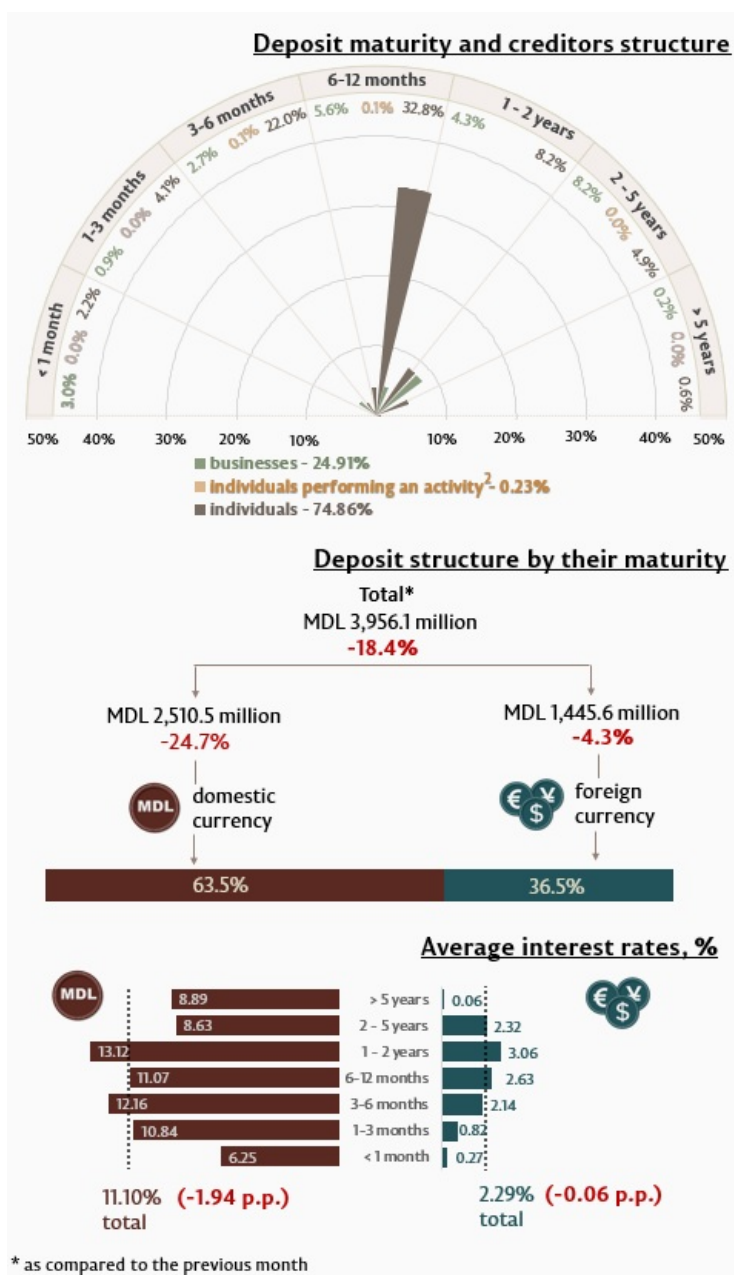 Deposit maturity and creditors structure
< 1 month
3.0% 0.0% 2.2%
1-3 months
0.9% 0.0% 4.1%
3-6 months
2.7% 0.1% 22.0%
6-12 months
5.6% 0.1% 32.8%
1 - 2 years
4.3% 8.2%
2 - 5 years
8.2% 0.0% 4.9%
> 5 years
0.2% 0.0% 0.6%
50% 40% 30% 20% 10% 10% 20% 30% 40% 50%
businesses - 24.91%
individuals performing an activity2- 0.23%
individuals - 74.86%
Deposit structure by their maturity
Total*
MDL 3,956.1 million
-18.4%
MDL 2,510.5 million
-24.7%
MDL 1,445.6 million
-4.3%
MDL
domestic
currency
€ ¥ $
foreign
currency
63.5% 36.5%
Average interest rates, %
MDL
€ ¥ $
8.89 > 5 years 0.06
8.63 2 - 5 years 2.32
13.12 1 - 2 years 3.06
11.07 6-12 months 2.63
12.16 3-6 months 2.14
10.84 1-3 months 0.82
6.25 < 1 month 0.27
11.10% (-1.94 p.p.)
total
2.29% (-0.06 p.p.)
total
* as compared to the previous month